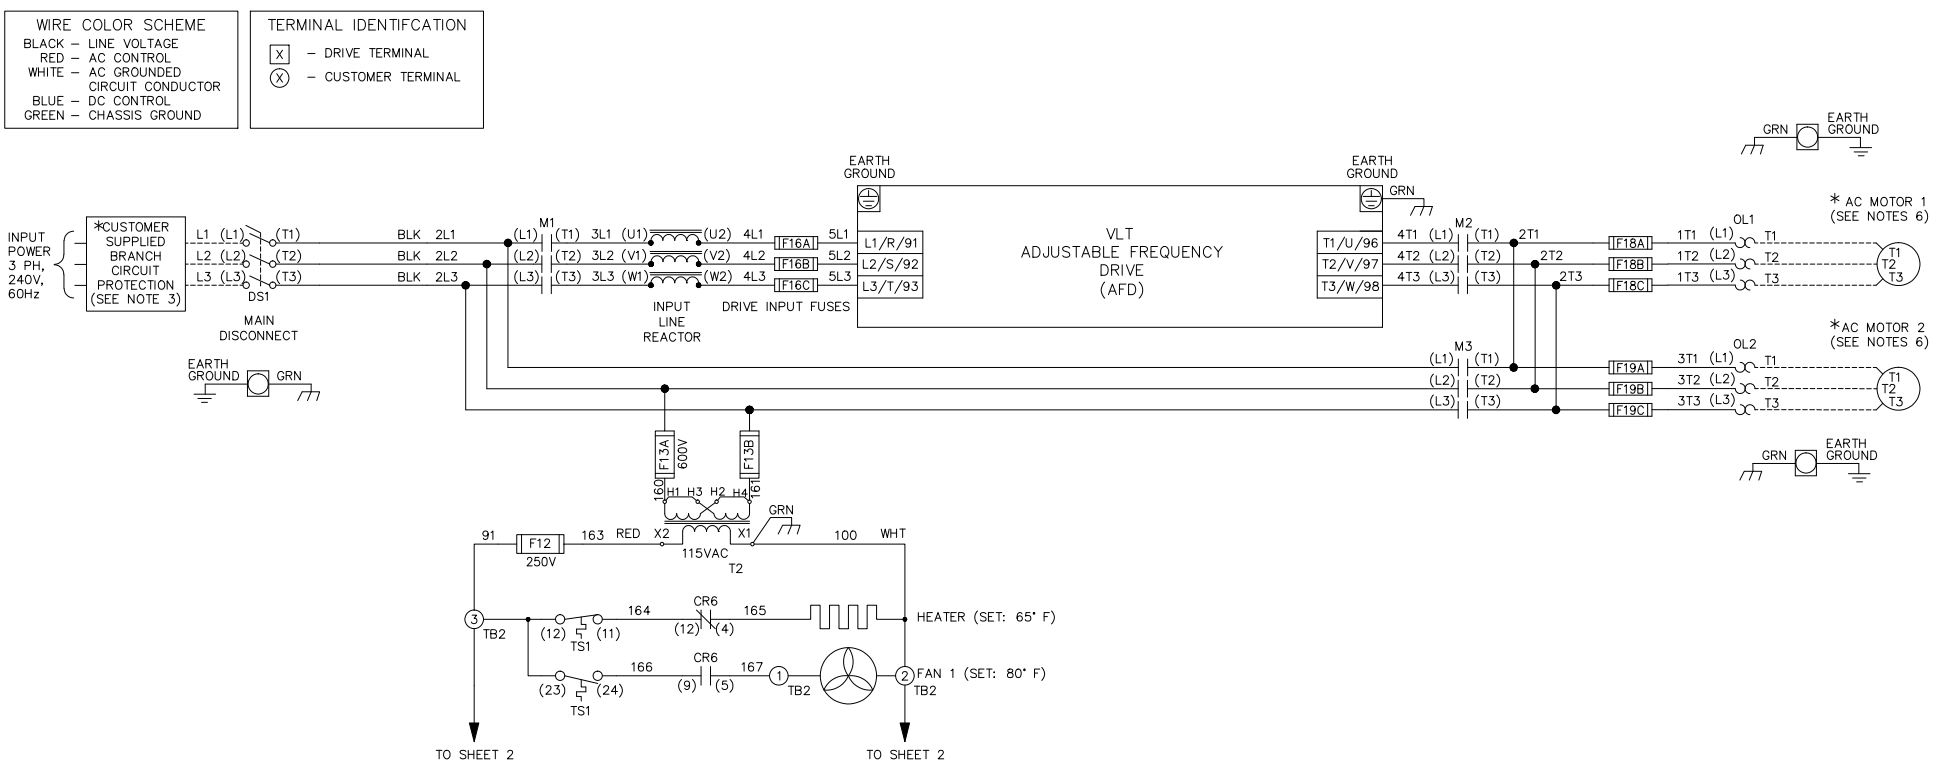 WIRE COLOR SCHEME
BLACK – LINE VOLTAGE
RED – AC CONTROL
WHITE – AC GROUNDED
CIRCUIT CONDUCTOR
BLUE – DC CONTROL
GREEN – CHASSIS GROUND
TERMINAL IDENTIFCATION
X – DRIVE TERMINAL
X – CUSTOMER TERMINAL
INPUT
POWER
3 PH,
240V,
60Hz
*CUSTOMER
SUPPLIED
BRANCH
CIRCUIT
PROTECTION
(SEE NOTE 3)
L1 (L1) (T1) BLK 2L1 (L1) M1 (T1) 3L1 (U1) (U2) 4L1 F16A 5L1 L1/R/91
L2 (L2) (T2) BLK 2L2 (L2) (T2) 3L2 (V1) (V2) 4L2 F16B 5L2 L2/S/92
L3 (L3) (T3) BLK 2L3 (L3) (T3) 3L3 (W1) (W2) 4L3 F16C 5L3 L3/T/93
DS1
MAIN
DISCONNECT
INPUT
LINE
REACTOR
DRIVE INPUT FUSES
EARTH
GROUND
GRN
EARTH
GROUND
VLT
ADJUSTABLE FREQUENCY
DRIVE
(AFD)
EARTH
GROUND
GRN
T1/U/96 4T1 (L1) M2 (T1) 2T1 F18A 1T1 (L1) OL1 T1
T2/V/97 4T2 (L2) (T2) 2T2 F18B 1T2 (L2) T2
T3/W/98 4T3 (L3) (T3) 2T3 F18C 1T3 (L3) T3
GRN
EARTH
GROUND
* AC MOTOR 1
(SEE NOTES 6)
T1
T2
T3
* AC MOTOR 2
(SEE NOTES 6)
(L1) M3 (T1) F19A 3T1 (L1) OL2 T1
(L2) (T2) F19B 3T2 (L2) T2
(L3) (T3) F19C 3T3 (L3) T3
T1
T2
T3
GRN
EARTH
GROUND
F13A
600V
F13B
160
H1 H3 H2 H4
161
GRN
91 F12 163 RED X2 X1 100 WHT
250V
115VAC
T2
3
TB2
(12) (11) 164 CR6 (12) (4) 165
TS1
HEATER (SET: 65° F)
(23) (24) 166 CR6 (9) (5) 167 1 TB2
TS1
2 FAN 1 (SET: 80° F)
TB2
TO SHEET 2
TO SHEET 2